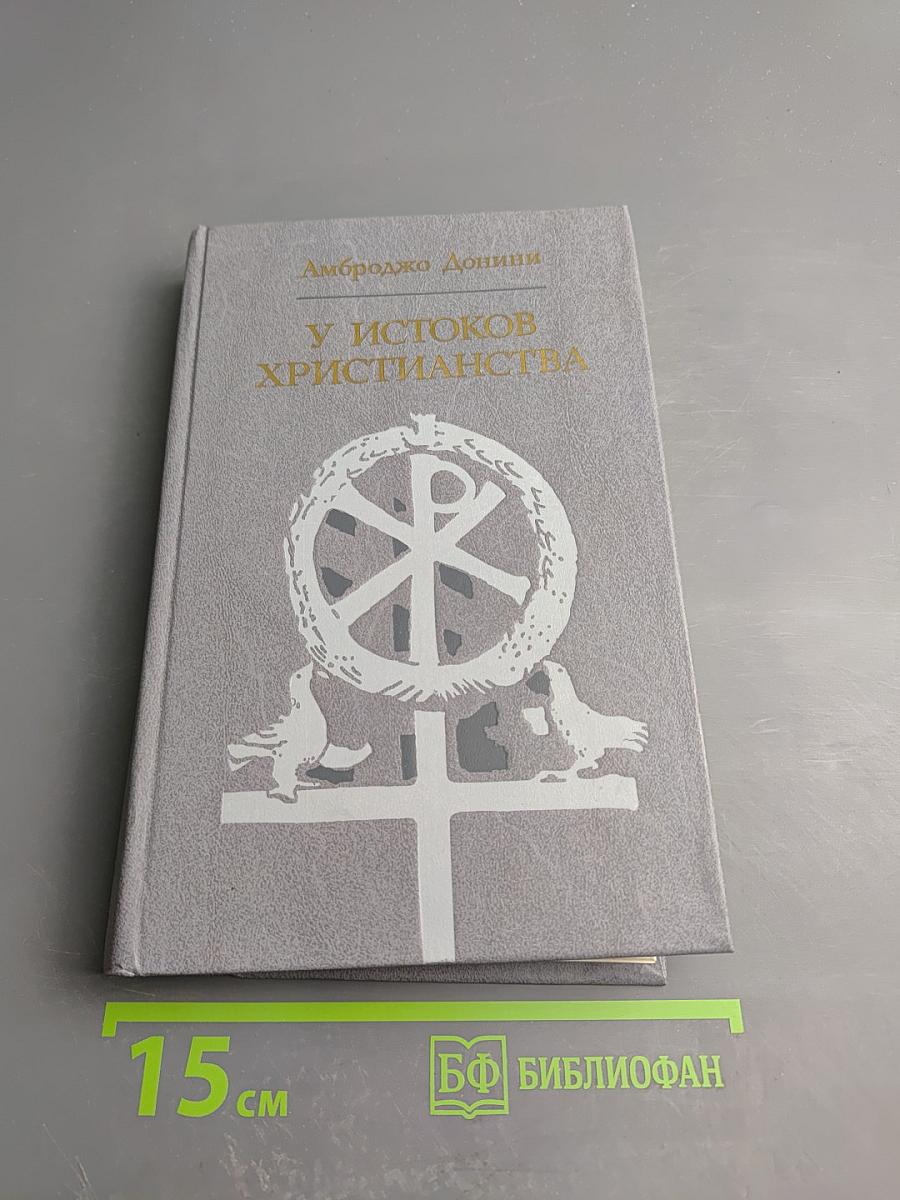 Амброджо Донини
У ИСТОКОВ
ХРИСТИАНСТВА
15 см
БФ БИБЛИОФАН